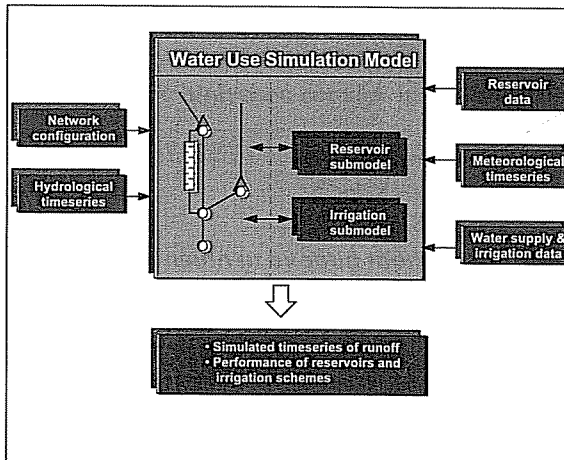 Water Use Simulation Model
Network
configuration
Hydrological
timeseries
Reservoir
submodel
Irrigation
submodel
Reservoir
data
Meteorological
timeseries
Water supply &
irrigation data
• Simulated timeseries of runoff
• Performance of reservoirs and
irrigation schemes